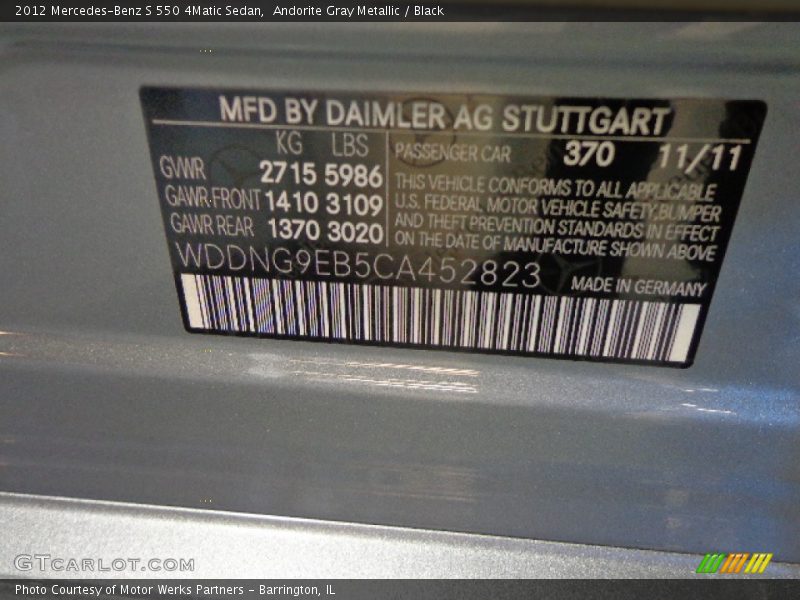 2012 Mercedes-Benz S 550 4Matic Sedan, Andorite Gray Metallic / Black
MFD BY DAIMLER AG STUTTGART
KG LBS
GVWR 2715 5986
GAWR FRONT 1410 3109
GAWR REAR 1370 3020
PASSENGER CAR 370 11/11
THIS VEHICLE CONFORMS TO ALL APPLICABLE
U.S. FEDERAL MOTOR VEHICLE SAFETY, BUMPER
AND THEFT PREVENTION STANDARDS IN EFFECT
ON THE DATE OF MANUFACTURE SHOWN ABOVE
WDDNG9EB5CA452823
MADE IN GERMANY
GTCARLOT.COM
Photo Courtesy of Motor Werks Partners - Barrington, IL